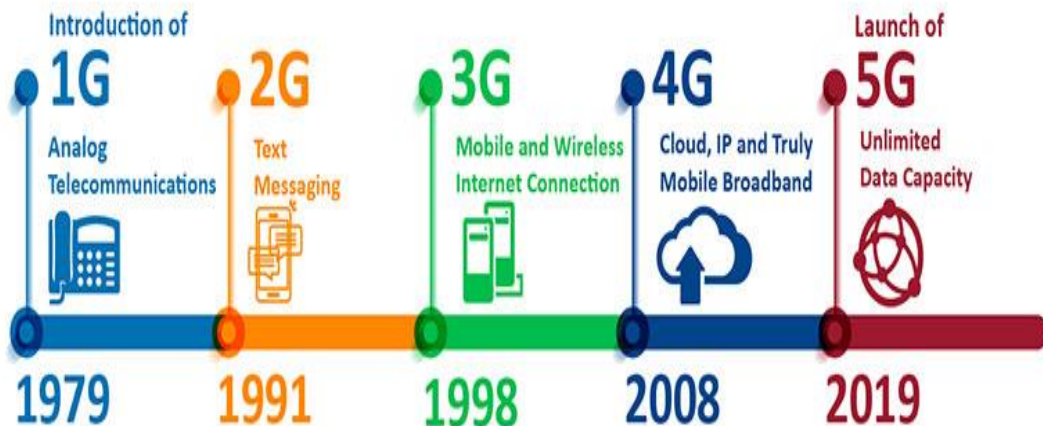 Introduction of
1G
Analog
Telecommunications
1979
2G
Text
Messaging
1991
3G
Mobile and Wireless
Internet Connection
1998
4G
Cloud, IP and Truly
Mobile Broadband
2008
Launch of
5G
Unlimited
Data Capacity
2019